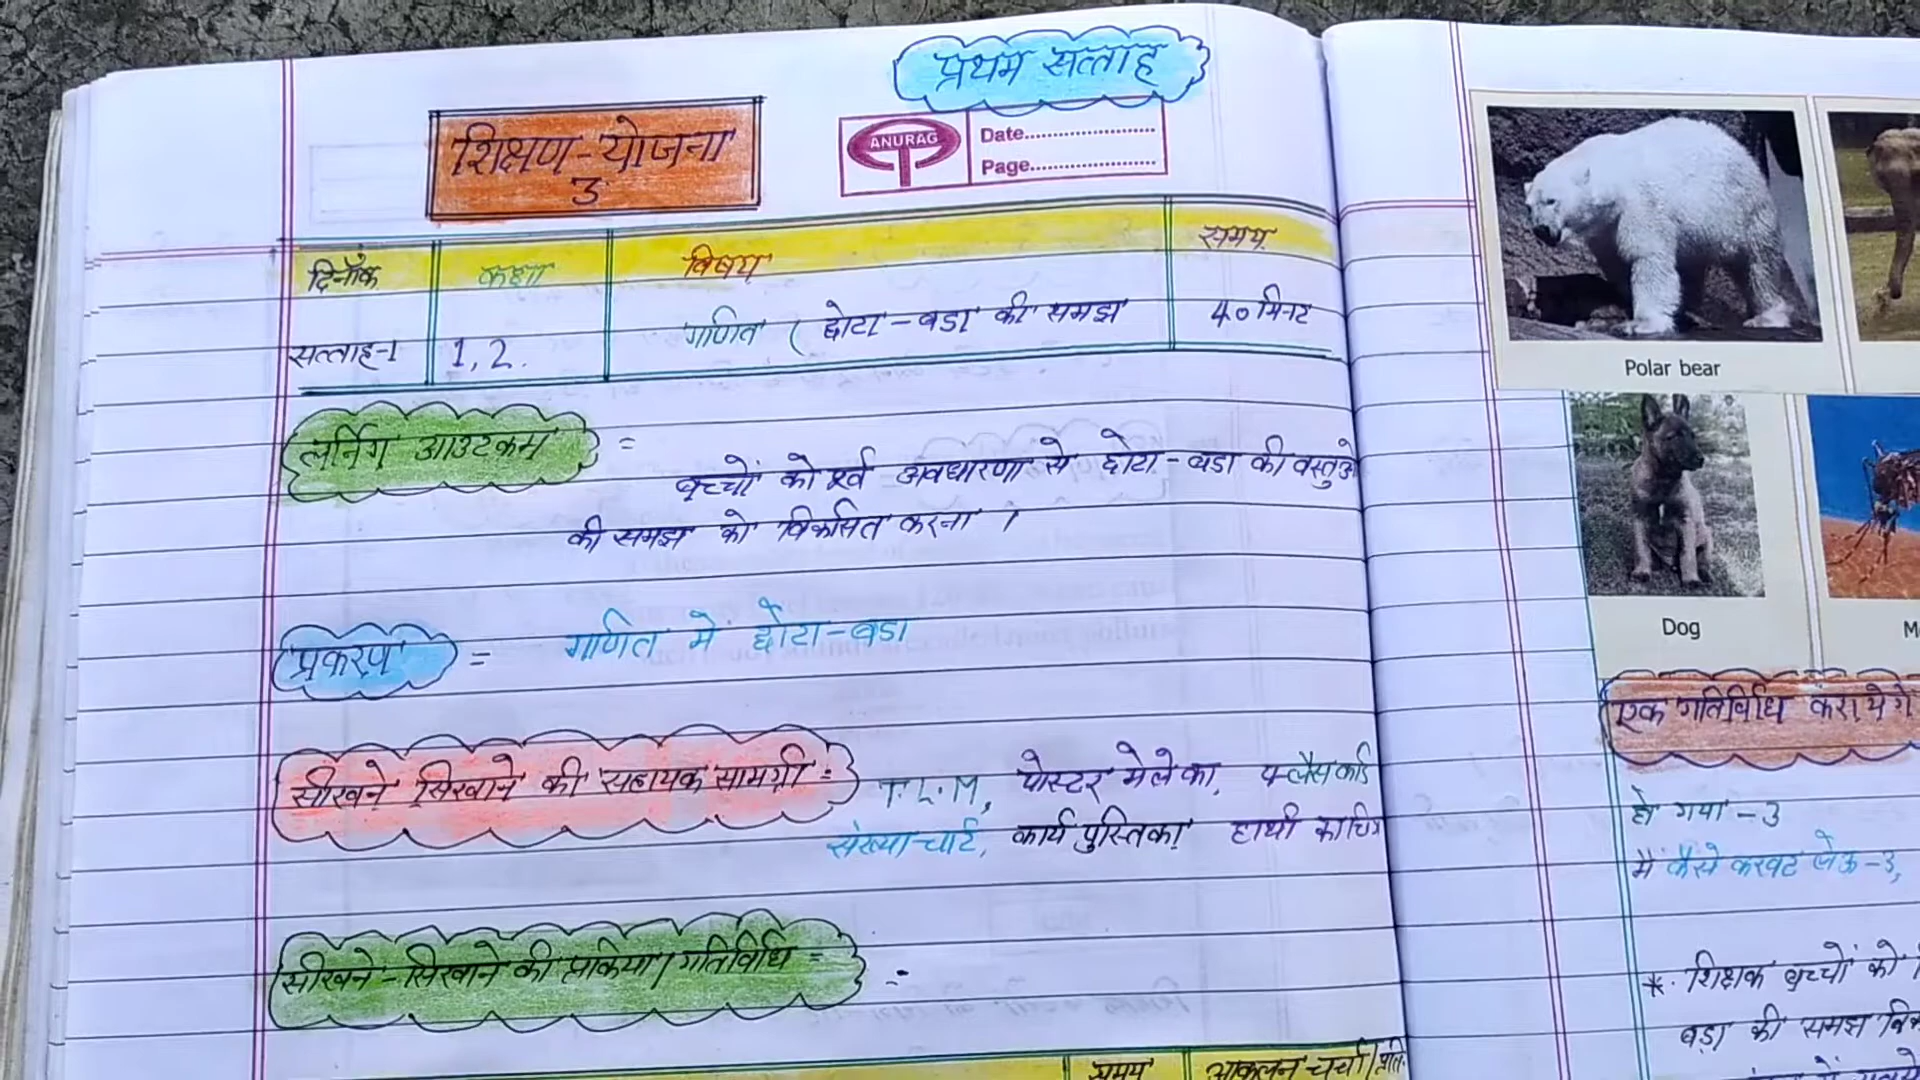 प्रथम सप्ताह
शिक्षण-योजना
3
ANURAG
Date
Page
दिनाँक कक्षा विषय समय
सप्ताह-1 1,2. गणित ( छोटा-बडा की समझ 40 मिनट
लर्निंग आउटकम =
बच्चों को पूर्व अवधारणा से छोटा-बडा की वस्तुओ
की समझ को विकसित करना ।
प्रकरण = गणित में छोटा-बडा
सीखने सिखाने की सहायक सामग्री = T.L.M, पोस्टर मेले का, फ्लैसकार्ड
संख्या-चार्ट, कार्य पुस्तिका, हाथी का चित्र
सीखने-सिखाने की प्रक्रिया/गतिविधि = :-
समय आकलन-चर्चा/प्रति
Polar bear
Dog
M
एक गतिविधि करायेगे
हो गया-3
मैं कैसे करवट लेऊ-3,
*. शिक्षक बच्चों को
बड़ा की समझ विक